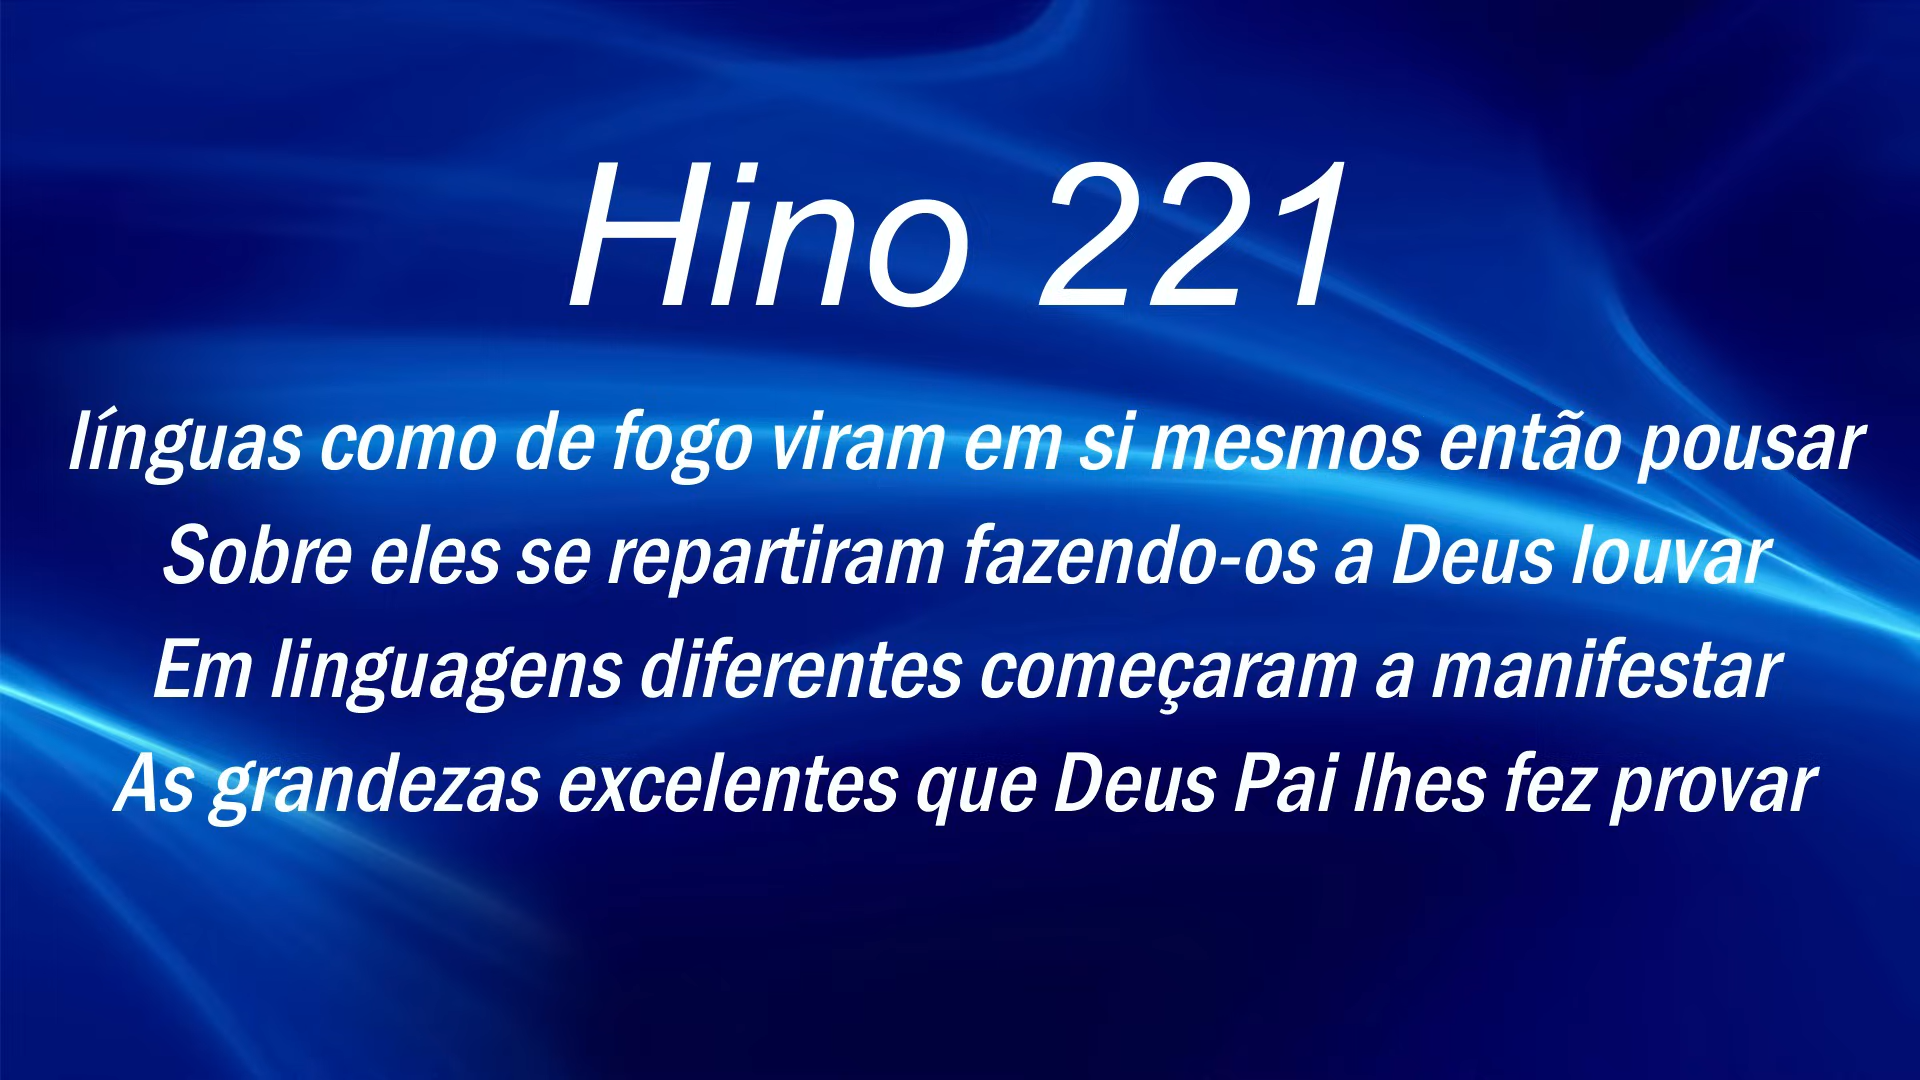 Hino 221
línguas como de fogo viram em si mesmos então pousar
Sobre eles se repartiram fazendo-os a Deus louvar
Em linguagens diferentes começaram a manifestar
As grandezas excelentes que Deus Pai lhes fez provar